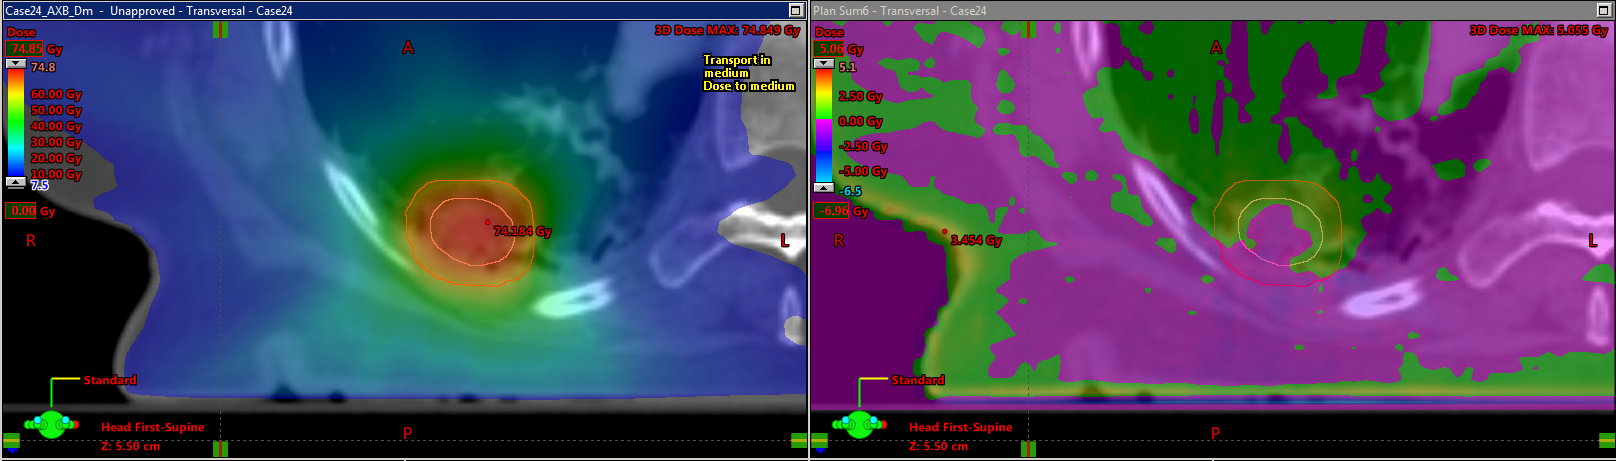 Case24_AXB_Dm - Unapproved - Transversal - Case24
Dose
74.85 Gy
74.8
60.00 Gy
50.00 Gy
40.00 Gy
30.00 Gy
20.00 Gy
10.00 Gy
7.5
0.00 Gy
A
3D Dose MAX: 74.849 Gy
Transport in
medium
Dose to medium
74.184 Gy
R
L
Standard
Head First-Supine
Z: 5.50 cm
P
Plan Sum6 - Transversal - Case24
Dose
5.06 Gy
5.1
2.50 Gy
0.00 Gy
-2.50 Gy
-5.00 Gy
-6.5
-6.96 Gy
A
3D Dose MAX: 5.055 Gy
3.454 Gy
R
L
Standard
Head First-Supine
Z: 5.50 cm
P